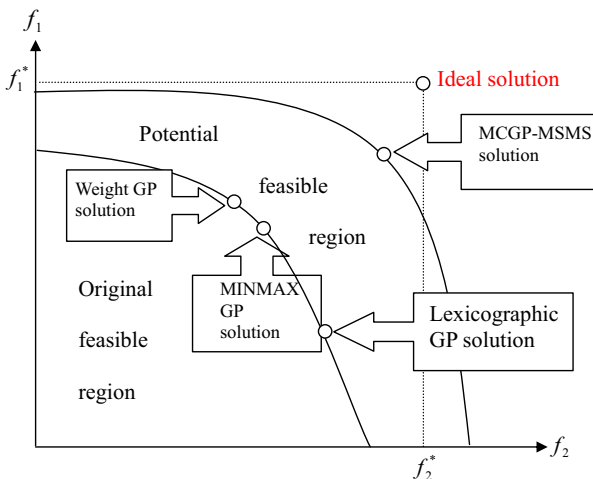 f₁
f₁*
Ideal solution
MCGP-MSMS
solution
Potential
feasible
region
Weight GP
solution
MINMAX
GP
solution
Original
feasible
region
Lexicographic
GP solution
f₂*
f₂